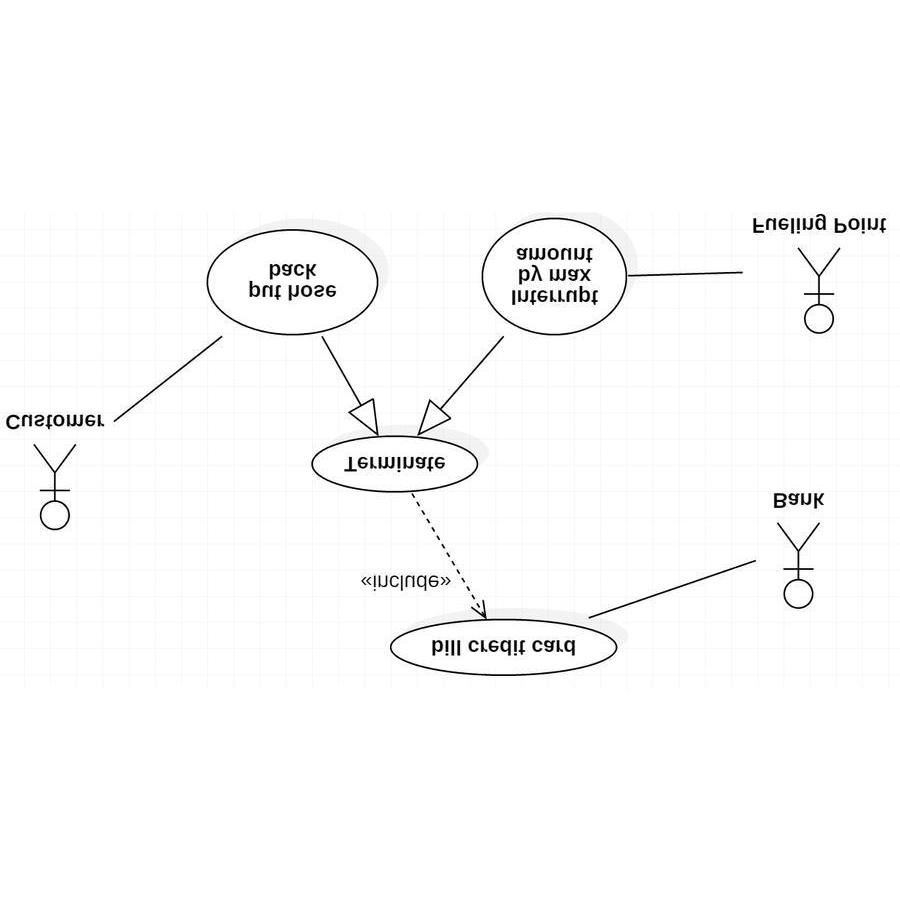 bill credit card
«include»
Bank
Terminate
Customer
put hose
back
Interrupt
by max
amount
Fueling Point